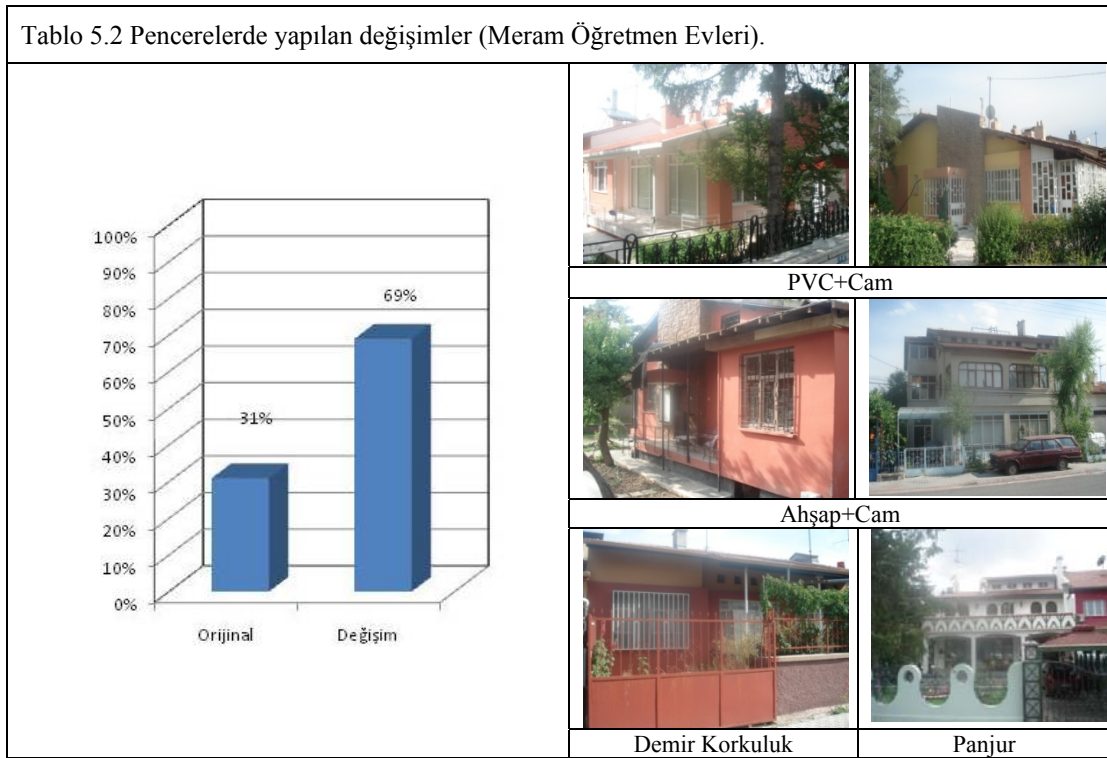 Tablo 5.2 Pencerelerde yapılan değişimler (Meram Öğretmen Evleri).
100%
90%
80%
70%
60%
50%
40%
30%
20%
10%
0%
31%
69%
Orijinal Değişim
PVC+Cam
Ahşap+Cam
Demir Korkuluk Panjur